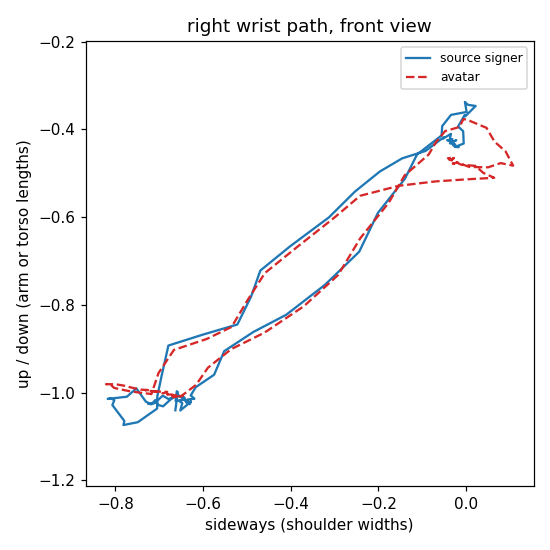 right wrist path, front view
source signer
avatar
up / down (arm or torso lengths)
−0.2
−0.4
−0.6
−0.8
−1.0
−1.2
−0.8
−0.6
−0.4
−0.2
0.0
sideways (shoulder widths)